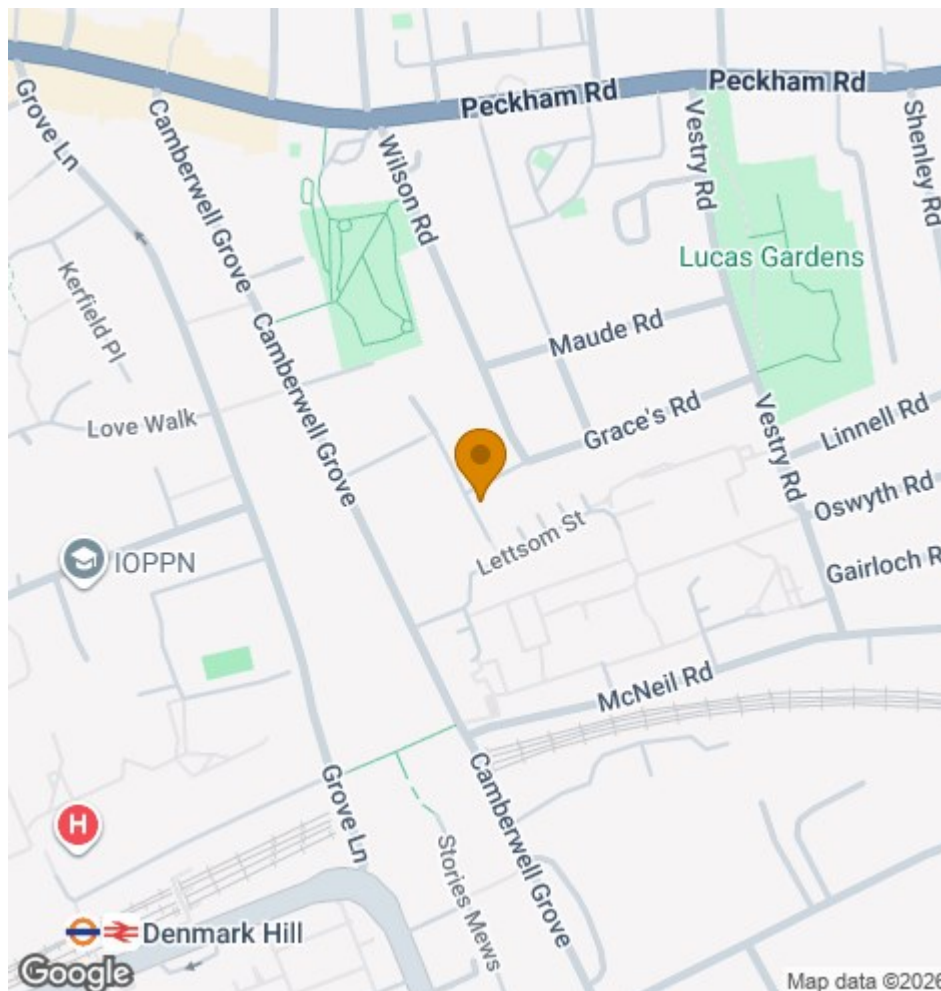 Peckham Rd
Peckham Rd
Grove Ln
Camberwell Grove
Wilson Rd
Vestry Rd
Shenley Rd
Lucas Gardens
Kerfield Pl
Camberwell Grove
Maude Rd
Love Walk
Grace's Rd
Vestry Rd
Linnell Rd
Oswyth Rd
Lettsom St
IOPPN
Gairloch R
McNeil Rd
Grove Ln
Camberwell Grove
H
Stories Mews
Denmark Hill
Google
Map data ©2026